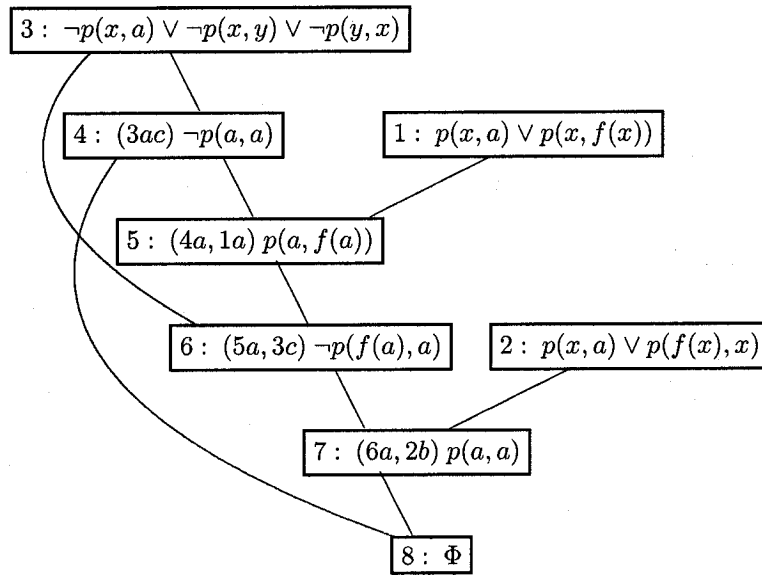 3 : ¬p(x, a) ∨ ¬p(x, y) ∨ ¬p(y, x)
4 : (3ac) ¬p(a, a)
1 : p(x, a) ∨ p(x, f(x))
5 : (4a, 1a) p(a, f(a))
6 : (5a, 3c) ¬p(f(a), a)
2 : p(x, a) ∨ p(f(x), x)
7 : (6a, 2b) p(a, a)
8 : Φ